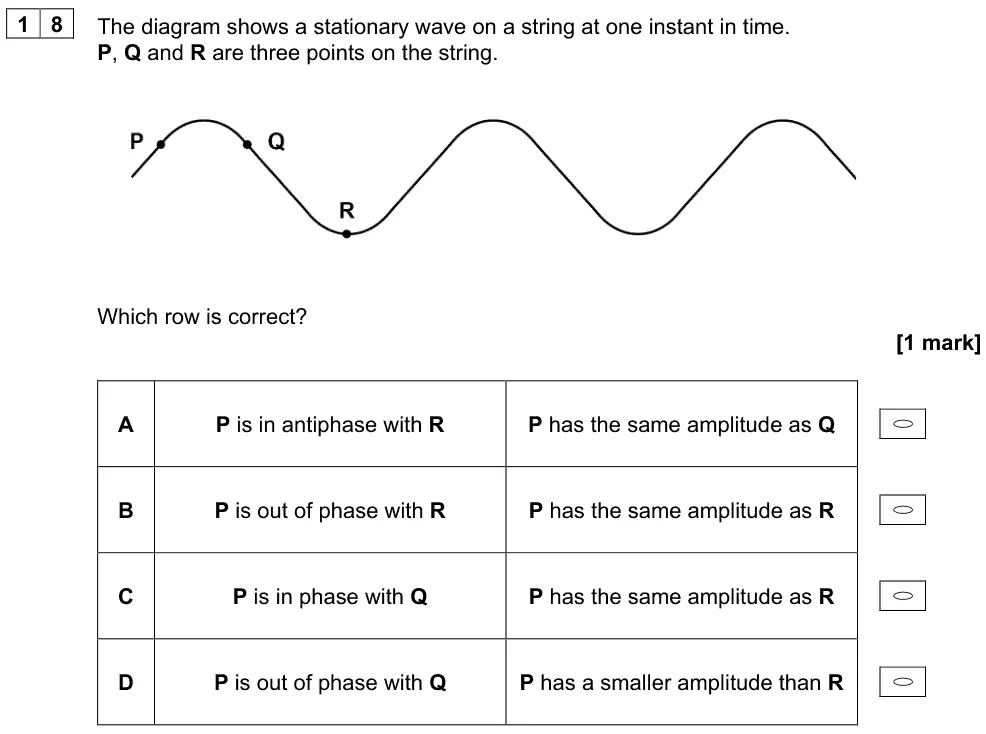 1 8 The diagram shows a stationary wave on a string at one instant in time.
P, Q and R are three points on the string.
P Q
R
Which row is correct?
[1 mark]
A P is in antiphase with R P has the same amplitude as Q
B P is out of phase with R P has the same amplitude as R
C P is in phase with Q P has the same amplitude as R
D P is out of phase with Q P has a smaller amplitude than R